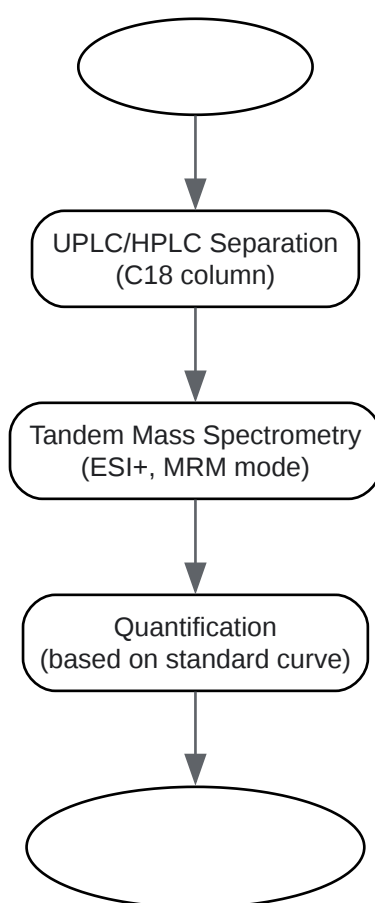 UPLC/HPLC Separation
(C18 column)
Tandem Mass Spectrometry
(ESI+, MRM mode)
Quantification
(based on standard curve)